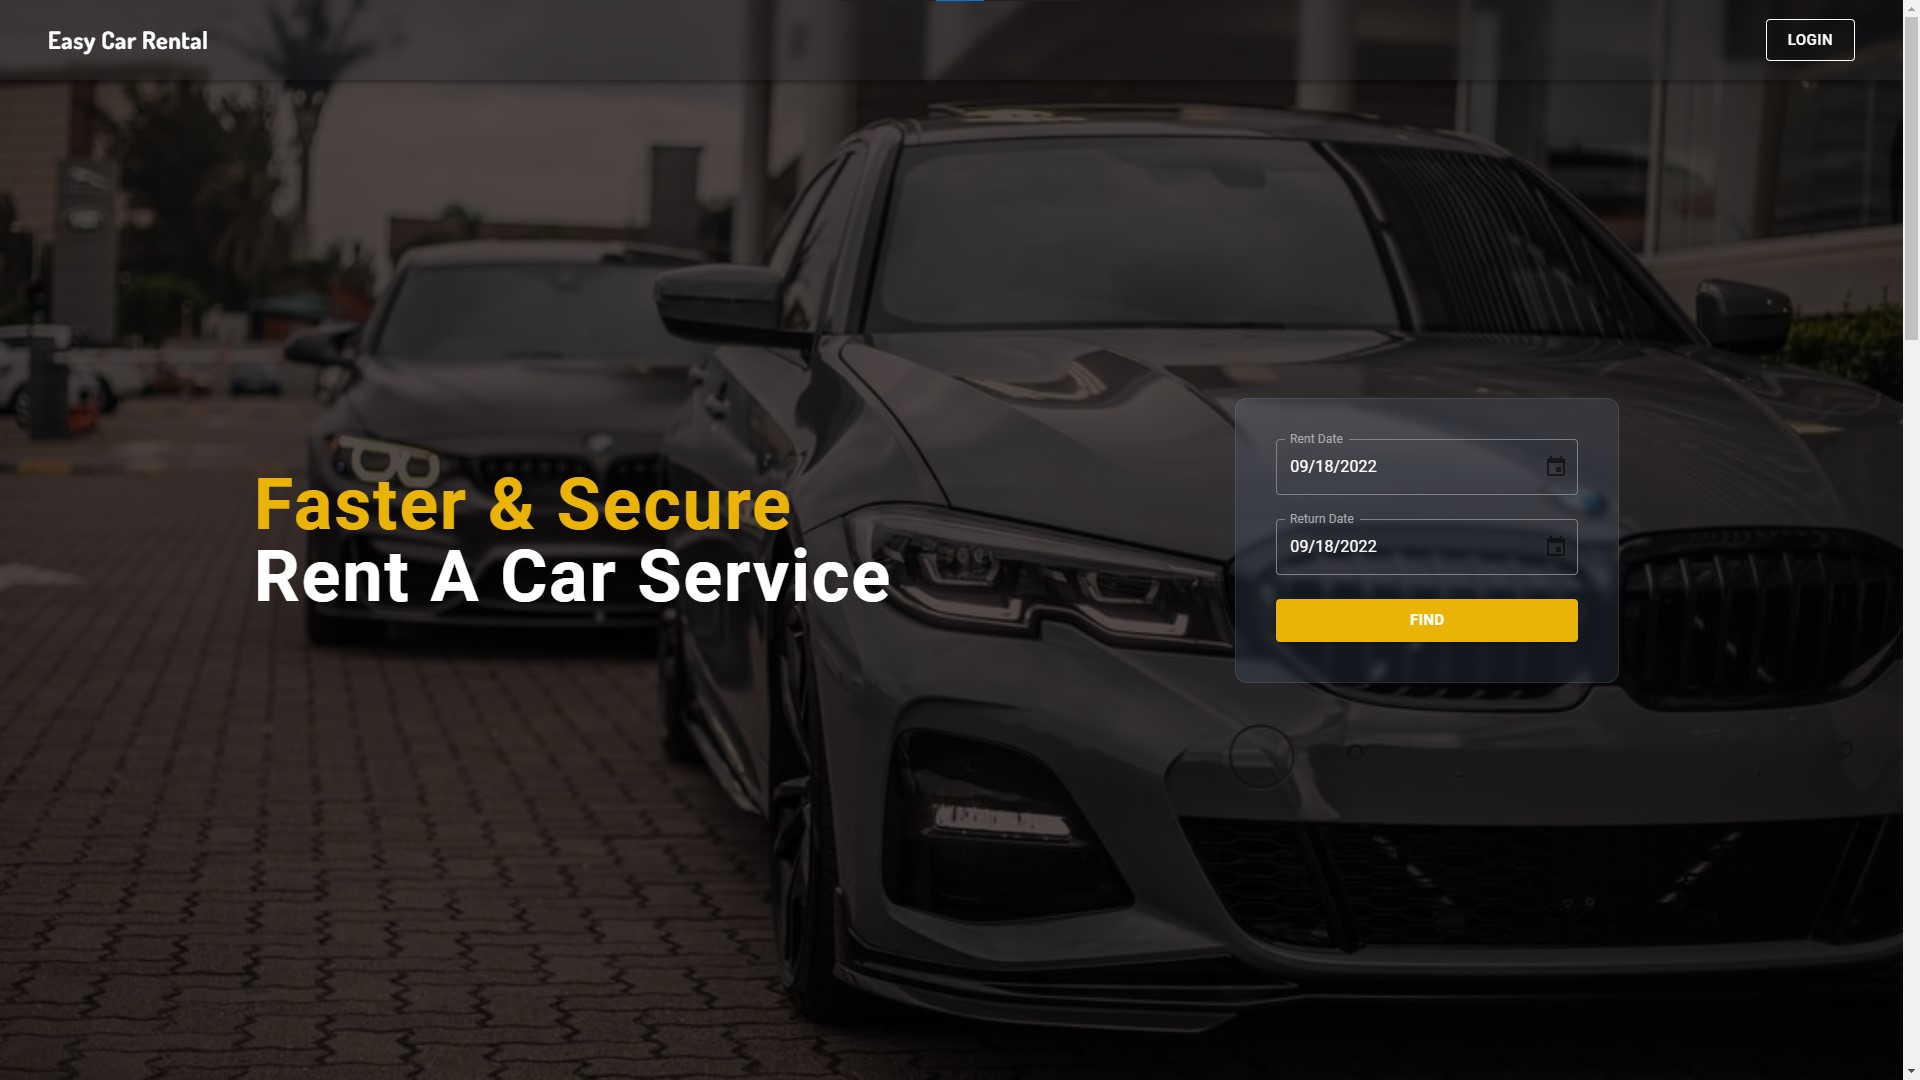 Easy Car Rental
LOGIN
Faster & Secure
Rent A Car Service
Rent Date
09/18/2022
Return Date
09/18/2022
FIND